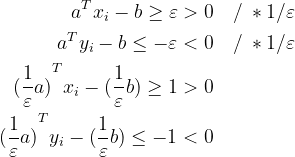 a^T x_i − b ≥ ε > 0 / * 1/ε
a^T y_i − b ≤ −ε < 0 / * 1/ε
(1/ε a)^T x_i − (1/ε b) ≥ 1 > 0
(1/ε a)^T y_i − (1/ε b) ≤ −1 < 0